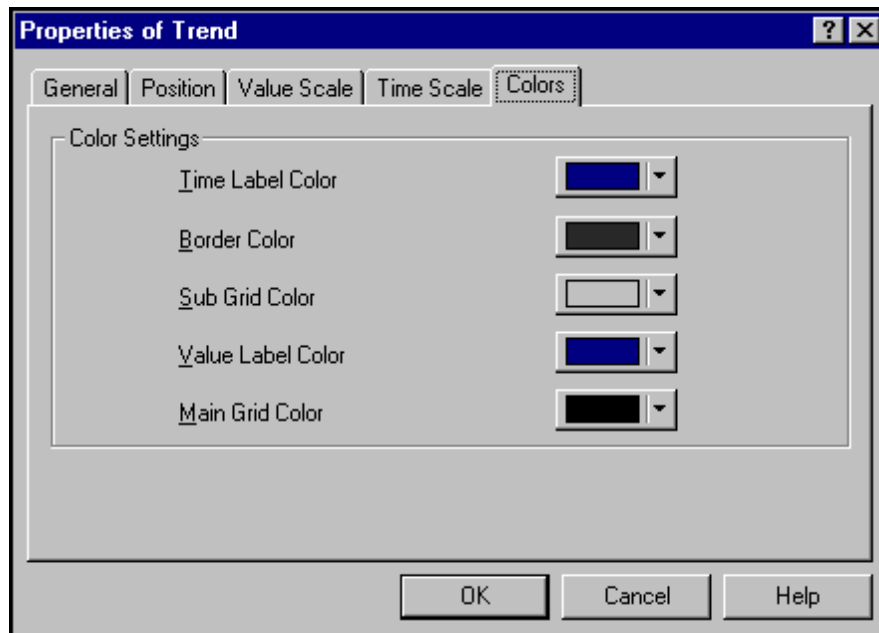 Properties of Trend
General Position Value Scale Time Scale Colors
Color Settings
Time Label Color
Border Color
Sub Grid Color
Value Label Color
Main Grid Color
OK Cancel Help